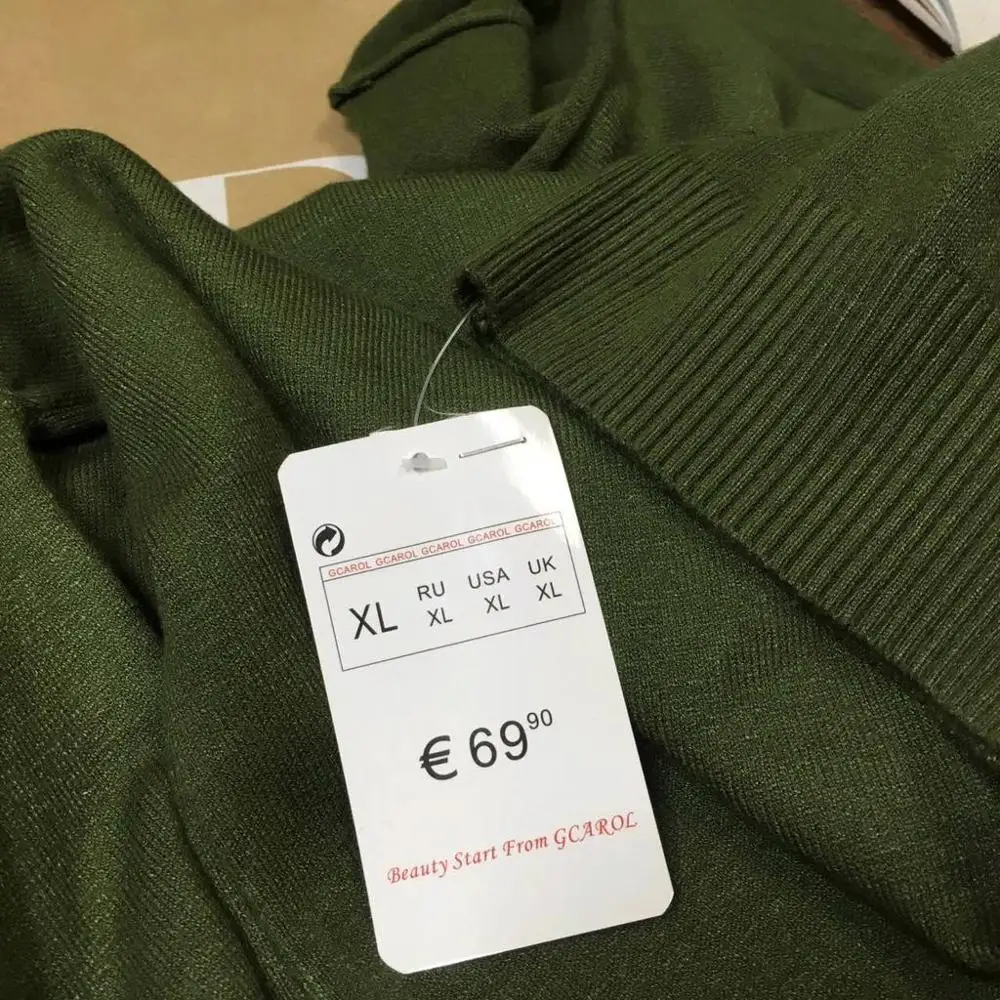 GCAROL GCAROL GCAROL GCAROL GCAROL
XL RU USA UK
XL XL XL
€ 69⁹⁰
Beauty Start From GCAROL